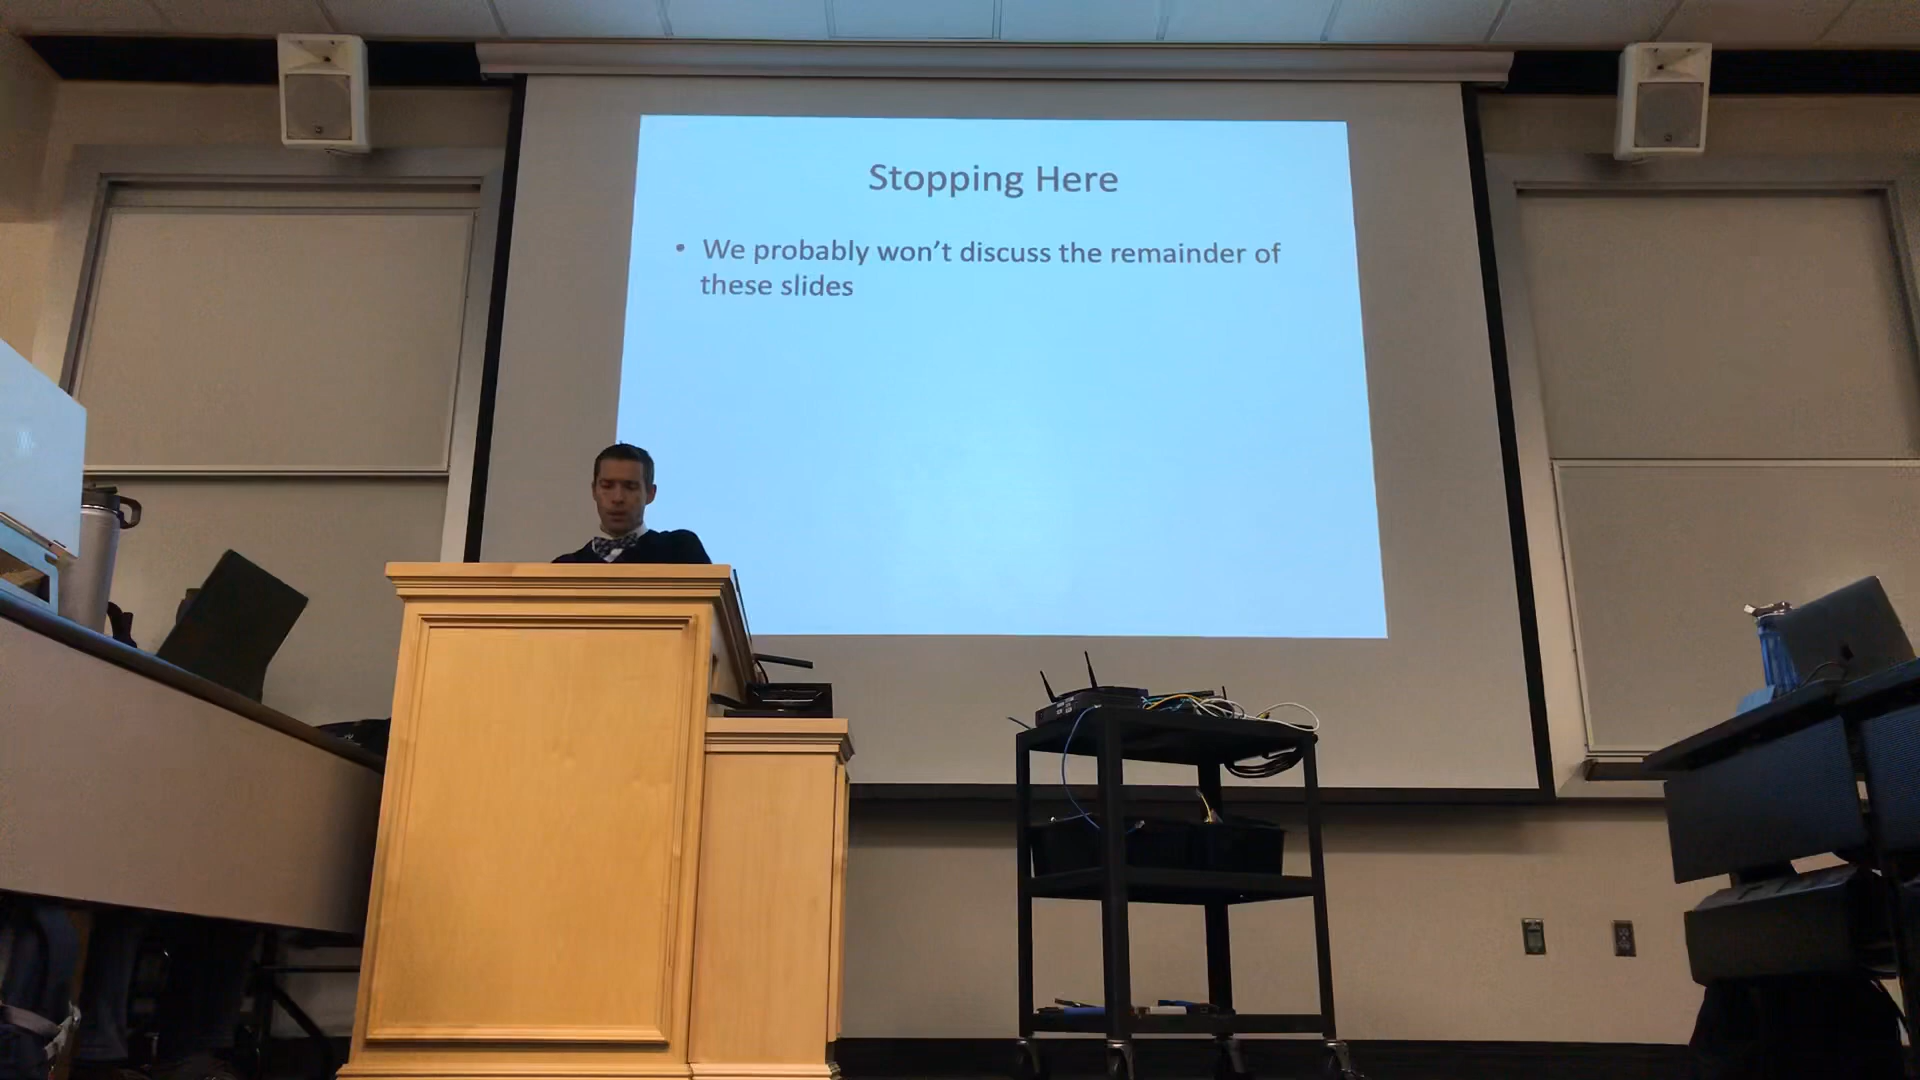 Stopping Here
• We probably won't discuss the remainder of
these slides